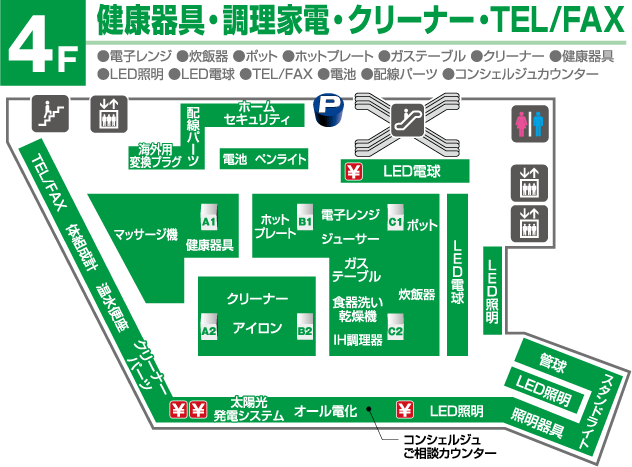 4F
健康器具・調理家電・クリーナー・TEL/FAX
●電子レンジ ●炊飯器 ●ポット ●ホットプレート ●ガステーブル ●クリーナー ●健康器具
●LED照明 ●LED電球 ●TEL/FAX ●電池 ●配線パーツ ●コンシェルジュカウンター
配線パーツ
ホーム
セキュリティ
P
海外用
変換プラグ
電池 ペンライト
¥ LED電球
TEL/FAX
体組成計
温水便座
クリーナー
パーツ
マッサージ機
A1
健康器具
ホット
プレート
B1
電子レンジ
ジューサー
C1
ポット
ガス
テーブル
食器洗い
乾燥機
IH調理器
炊飯器
C2
クリーナー
アイロン
A2
B2
LED電球
LED照明
管球
LED照明
照明器具
スタンドライト
¥ ¥
太陽光
発電システム
オール電化
¥
LED照明
コンシェルジュ
ご相談カウンター